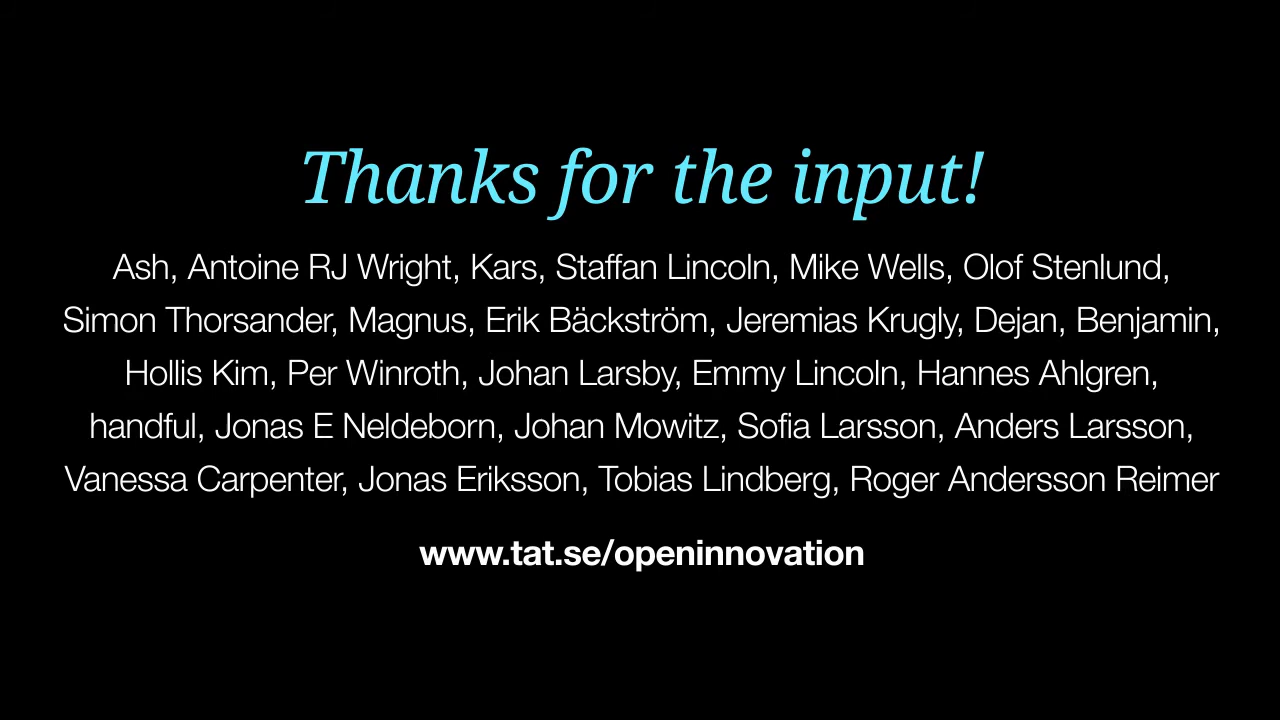 Thanks for the input!
Ash, Antoine RJ Wright, Kars, Staffan Lincoln, Mike Wells, Olof Stenlund,
Simon Thorsander, Magnus, Erik Bäckström, Jeremias Krugly, Dejan, Benjamin,
Hollis Kim, Per Winroth, Johan Larsby, Emmy Lincoln, Hannes Ahlgren,
handful, Jonas E Neldeborn, Johan Mowitz, Sofia Larsson, Anders Larsson,
Vanessa Carpenter, Jonas Eriksson, Tobias Lindberg, Roger Andersson Reimer
www.tat.se/openinnovation